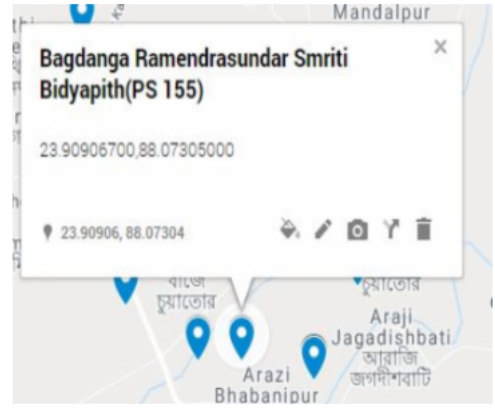 Mandalpur
Bagdanga Ramendrasundar Smriti
Bidyapith(PS 155)
23.90906700,88.07305000
23.90906, 88.07304
বাজে
চুয়াতোর
চুয়াতোর
Araji
Jagadishbati
আরাজি
জগদীশবাটি
Arazi
Bhabanipur